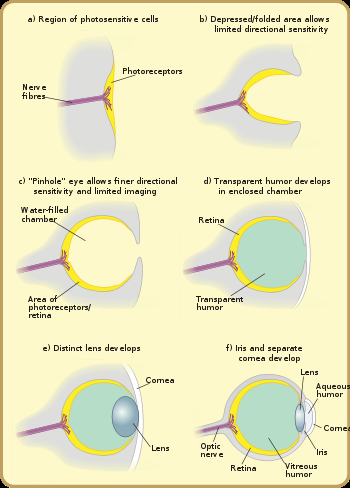 a) Region of photosensitive cells
Photoreceptors
Nerve
fibres
b) Depressed/folded area allows
limited directional sensitivity
c) "Pinhole" eye allows finer directional
sensitivity and limited imaging
Water-filled
chamber
Area of
photoreceptors/
retina
d) Transparent humor develops
in enclosed chamber
Retina
Transparent
humor
e) Distinct lens develops
Cornea
Lens
f) Iris and separate
cornea develop
Lens
Aqueous
humor
Cornea
Iris
Optic
nerve
Retina
Vitreous
humor